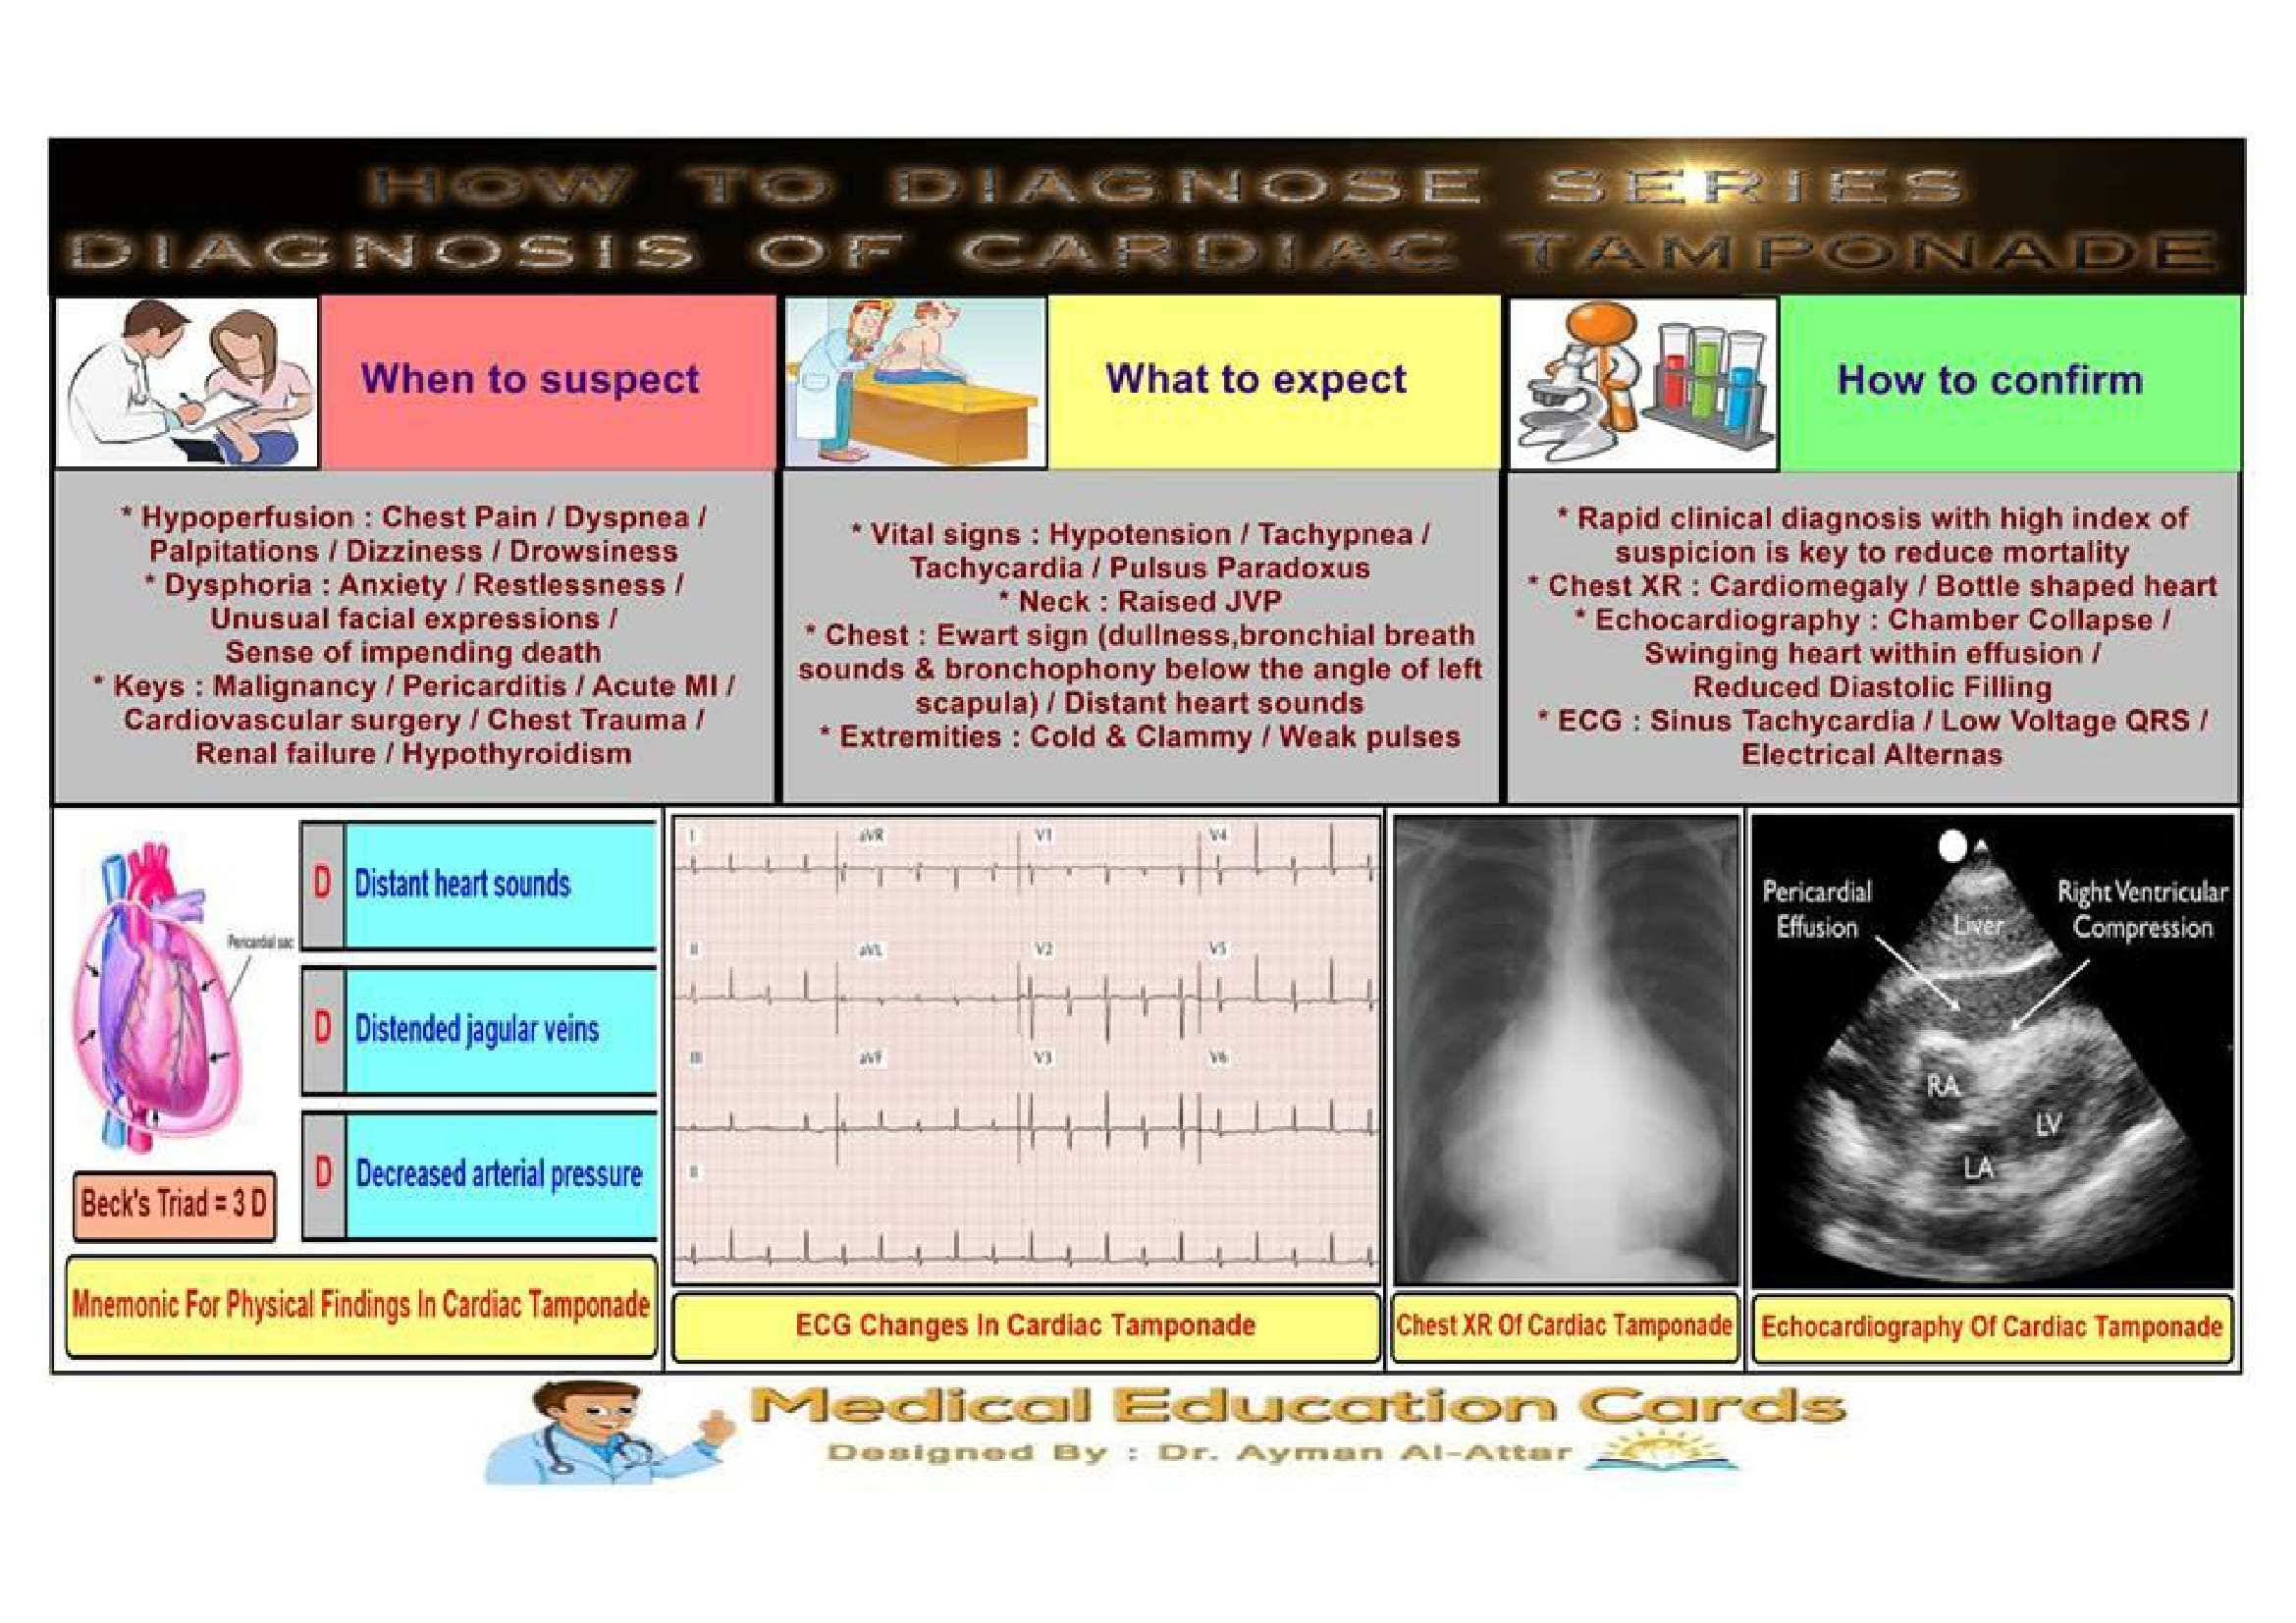 HOW TO DIAGNOSE SERIES
DIAGNOSIS OF CARDIAC TAMPONADE
When to suspect
* Hypoperfusion : Chest Pain / Dyspnea /
Palpitations / Dizziness / Drowsiness
* Dysphoria : Anxiety / Restlessness /
Unusual facial expressions /
Sense of impending death
* Keys : Malignancy / Pericarditis / Acute MI /
Cardiovascular surgery / Chest Trauma /
Renal failure / Hypothyroidism
What to expect
* Vital signs : Hypotension / Tachypnea /
Tachycardia / Pulsus Paradoxus
* Neck : Raised JVP
* Chest : Ewart sign (dullness,bronchial breath
sounds & bronchophony below the angle of left
scapula) / Distant heart sounds
* Extremities : Cold & Clammy / Weak pulses
How to confirm
* Rapid clinical diagnosis with high index of
suspicion is key to reduce mortality
* Chest XR : Cardiomegaly / Bottle shaped heart
* Echocardiography : Chamber Collapse /
Swinging heart within effusion /
Reduced Diastolic Filling
* ECG : Sinus Tachycardia / Low Voltage QRS /
Electrical Alternas
Pericardial sac
D Distant heart sounds
D Distended jagular veins
D Decreased arterial pressure
Beck's Triad = 3 D
Mnemonic For Physical Findings In Cardiac Tamponade
I aVR V1 V4
II aVL V2 V5
III aVF V3 V6
II
ECG Changes In Cardiac Tamponade
Chest XR Of Cardiac Tamponade
Pericardial
Effusion
Liver
Right Ventricular
Compression
RA
LV
LA
Echocardiography Of Cardiac Tamponade
Medical Education Cards
Designed By : Dr. Ayman Al-Attar